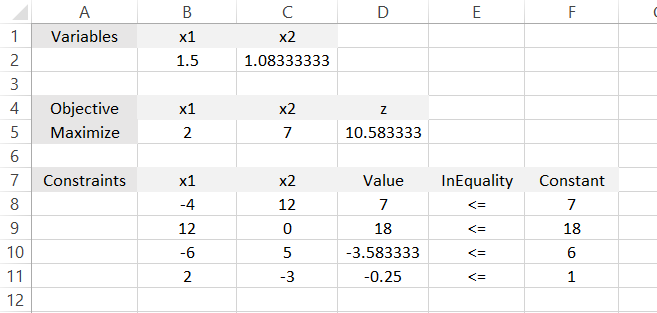 A B C D E F
1 Variables x1 x2
2 1.5 1.08333333
3
4 Objective x1 x2 z
5 Maximize 2 7 10.583333
6
7 Constraints x1 x2 Value InEquality Constant
8 -4 12 7 <= 7
9 12 0 18 <= 18
10 -6 5 -3.583333 <= 6
11 2 -3 -0.25 <= 1
12